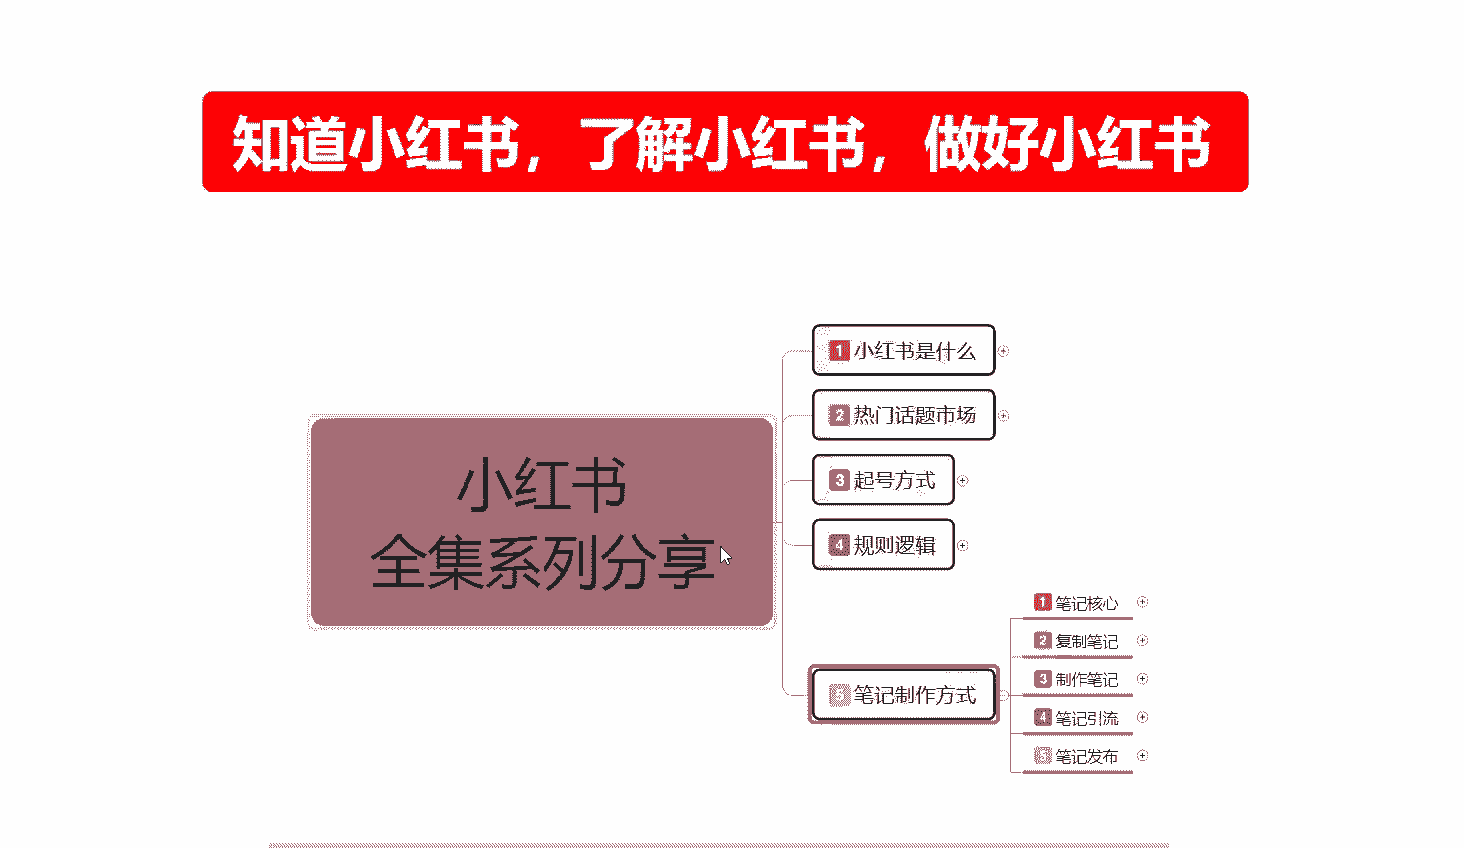 知道小红书，了解小红书，做好小红书
小红书
全集系列分享
1 小红书是什么
2 热门话题市场
3 起号方式
4 规则逻辑
5 笔记制作方式
1 笔记核心
2 复制笔记
3 制作笔记
4 笔记引流
5 笔记发布